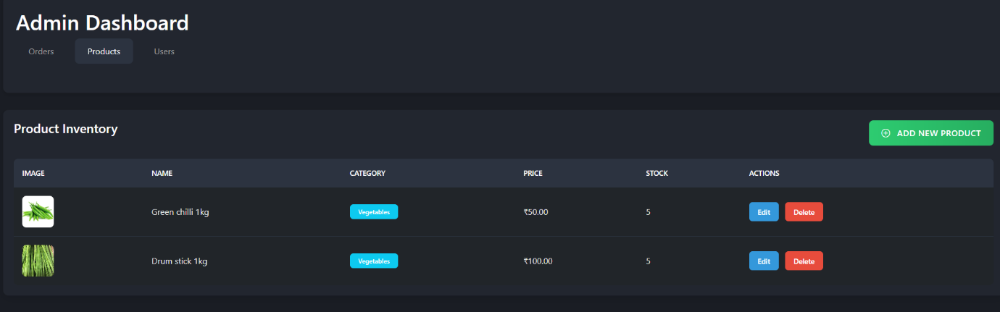 Admin Dashboard
Orders Products Users
Product Inventory
ADD NEW PRODUCT
IMAGE NAME CATEGORY PRICE STOCK ACTIONS
Green chilli 1kg Vegetables ₹50.00 5 Edit Delete
Drum stick 1kg Vegetables ₹100.00 5 Edit Delete